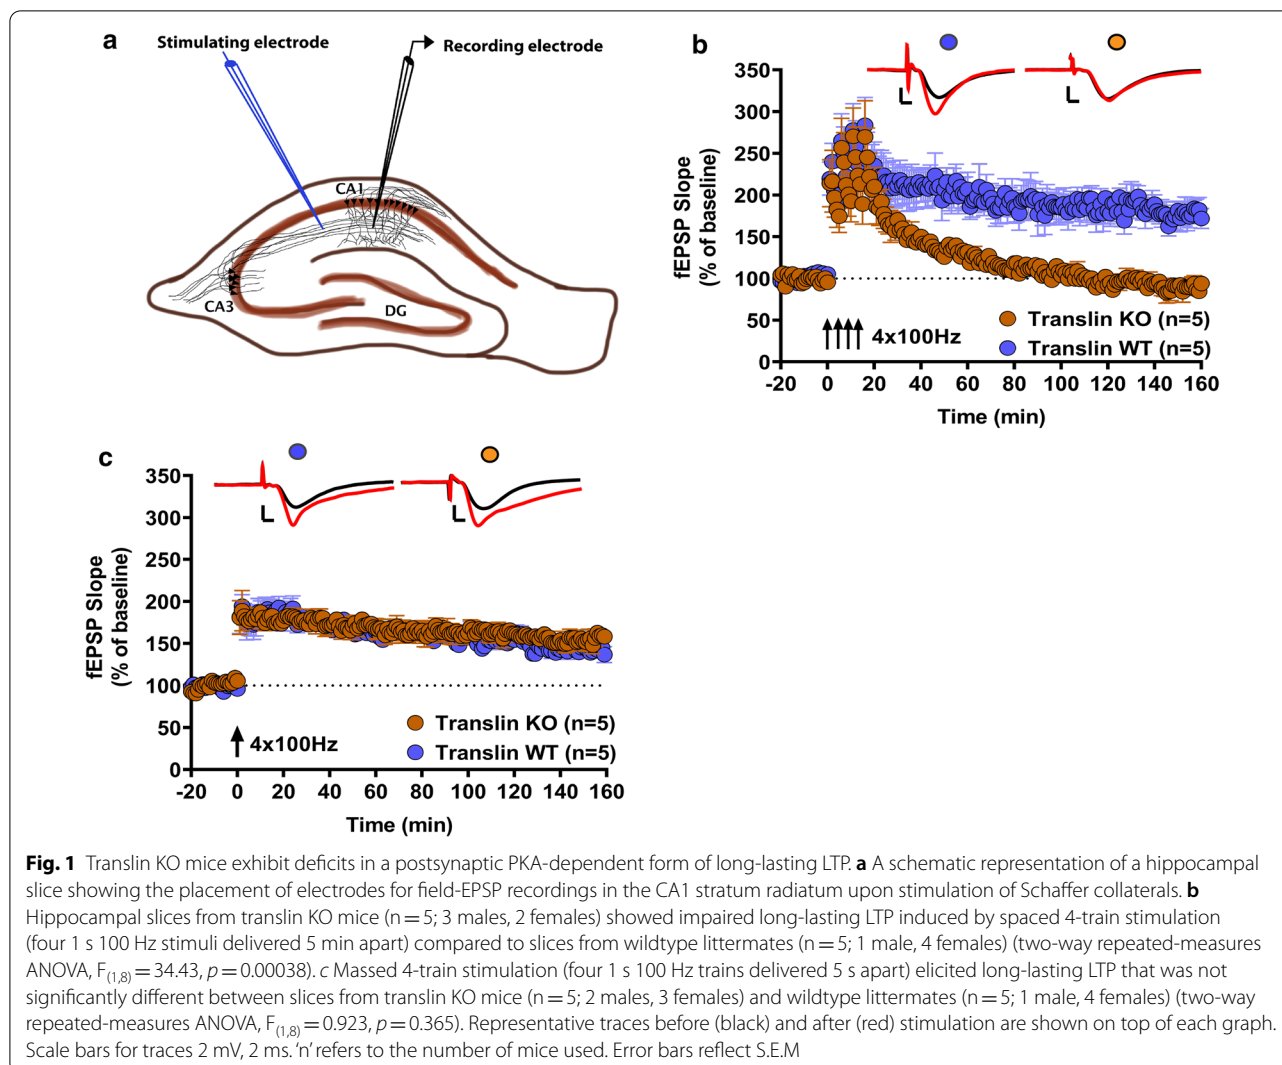 a
Stimulating electrode
Recording electrode
CA1
CA3
DG
b
350
300
250
200
150
100
50
0
fEPSP Slope
(% of baseline)
4x100Hz
Translin KO (n=5)
Translin WT (n=5)
-20 0 20 40 60 80 100 120 140 160
Time (min)
c
350
300
250
200
150
100
50
0
fEPSP Slope
(% of baseline)
4x100Hz
Translin KO (n=5)
Translin WT (n=5)
-20 0 20 40 60 80 100 120 140 160
Time (min)
Fig. 1 Translin KO mice exhibit deficits in a postsynaptic PKA-dependent form of long-lasting LTP. a A schematic representation of a hippocampal
slice showing the placement of electrodes for field-EPSP recordings in the CA1 stratum radiatum upon stimulation of Schaffer collaterals. b
Hippocampal slices from translin KO mice (n = 5; 3 males, 2 females) showed impaired long-lasting LTP induced by spaced 4-train stimulation
(four 1 s 100 Hz stimuli delivered 5 min apart) compared to slices from wildtype littermates (n = 5; 1 male, 4 females) (two-way repeated-measures
ANOVA, F(1,8) = 34.43, p = 0.00038). c Massed 4-train stimulation (four 1 s 100 Hz trains delivered 5 s apart) elicited long-lasting LTP that was not
significantly different between slices from translin KO mice (n = 5; 2 males, 3 females) and wildtype littermates (n = 5; 1 male, 4 females) (two-way
repeated-measures ANOVA, F(1,8) = 0.923, p = 0.365). Representative traces before (black) and after (red) stimulation are shown on top of each graph.
Scale bars for traces 2 mV, 2 ms. ‘n’ refers to the number of mice used. Error bars reflect S.E.M